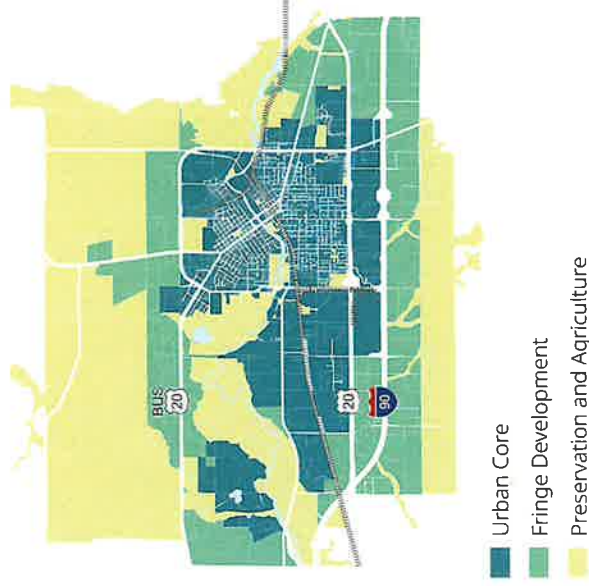 BUS
20
20
90
Urban Core
Fringe Development
Preservation and Agriculture